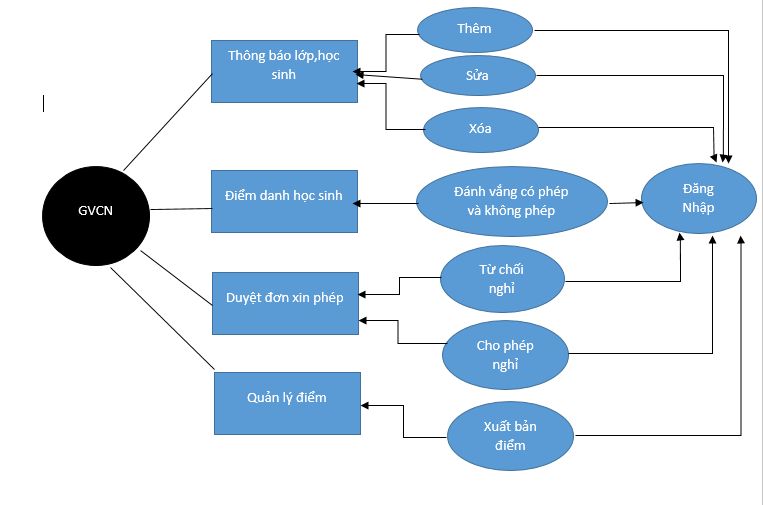 Thêm
Thông báo lớp,học
sinh
Sửa
Xóa
GVCN
Điểm danh học sinh
Đánh vắng có phép
và không phép
Đăng
Nhập
Duyệt đơn xin phép
Từ chối
nghỉ
Cho phép
nghỉ
Quản lý điểm
Xuất bản
điểm